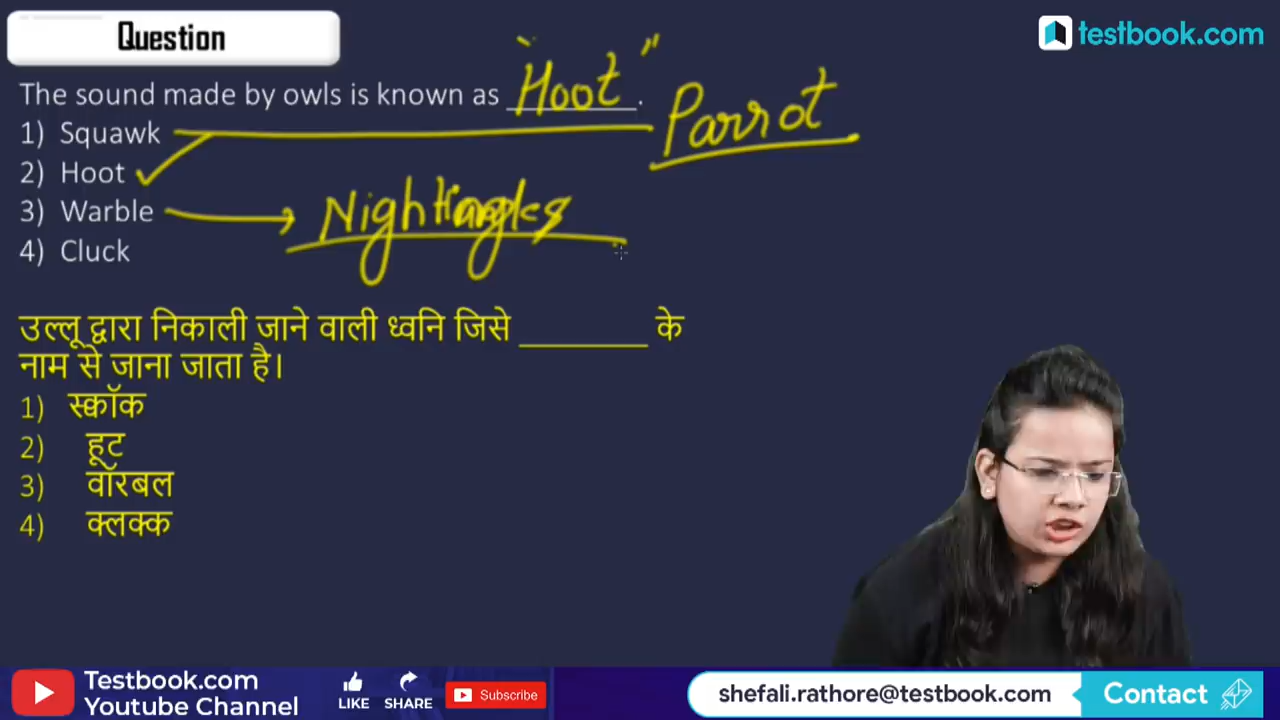 Question
testbook.com
The sound made by owls is known as ________.
"Hoot"
1) Squawk
Parrot
2) Hoot
3) Warble
Nightingales
4) Cluck
उल्लू द्वारा निकाली जाने वाली ध्वनि जिसे ________ के
नाम से जाना जाता है।
1) स्क्वॉक
2) हूट
3) वॉरबल
4) क्लक्क
Testbook.com
Youtube Channel
LIKE
SHARE
Subscribe
shefali.rathore@testbook.com
Contact